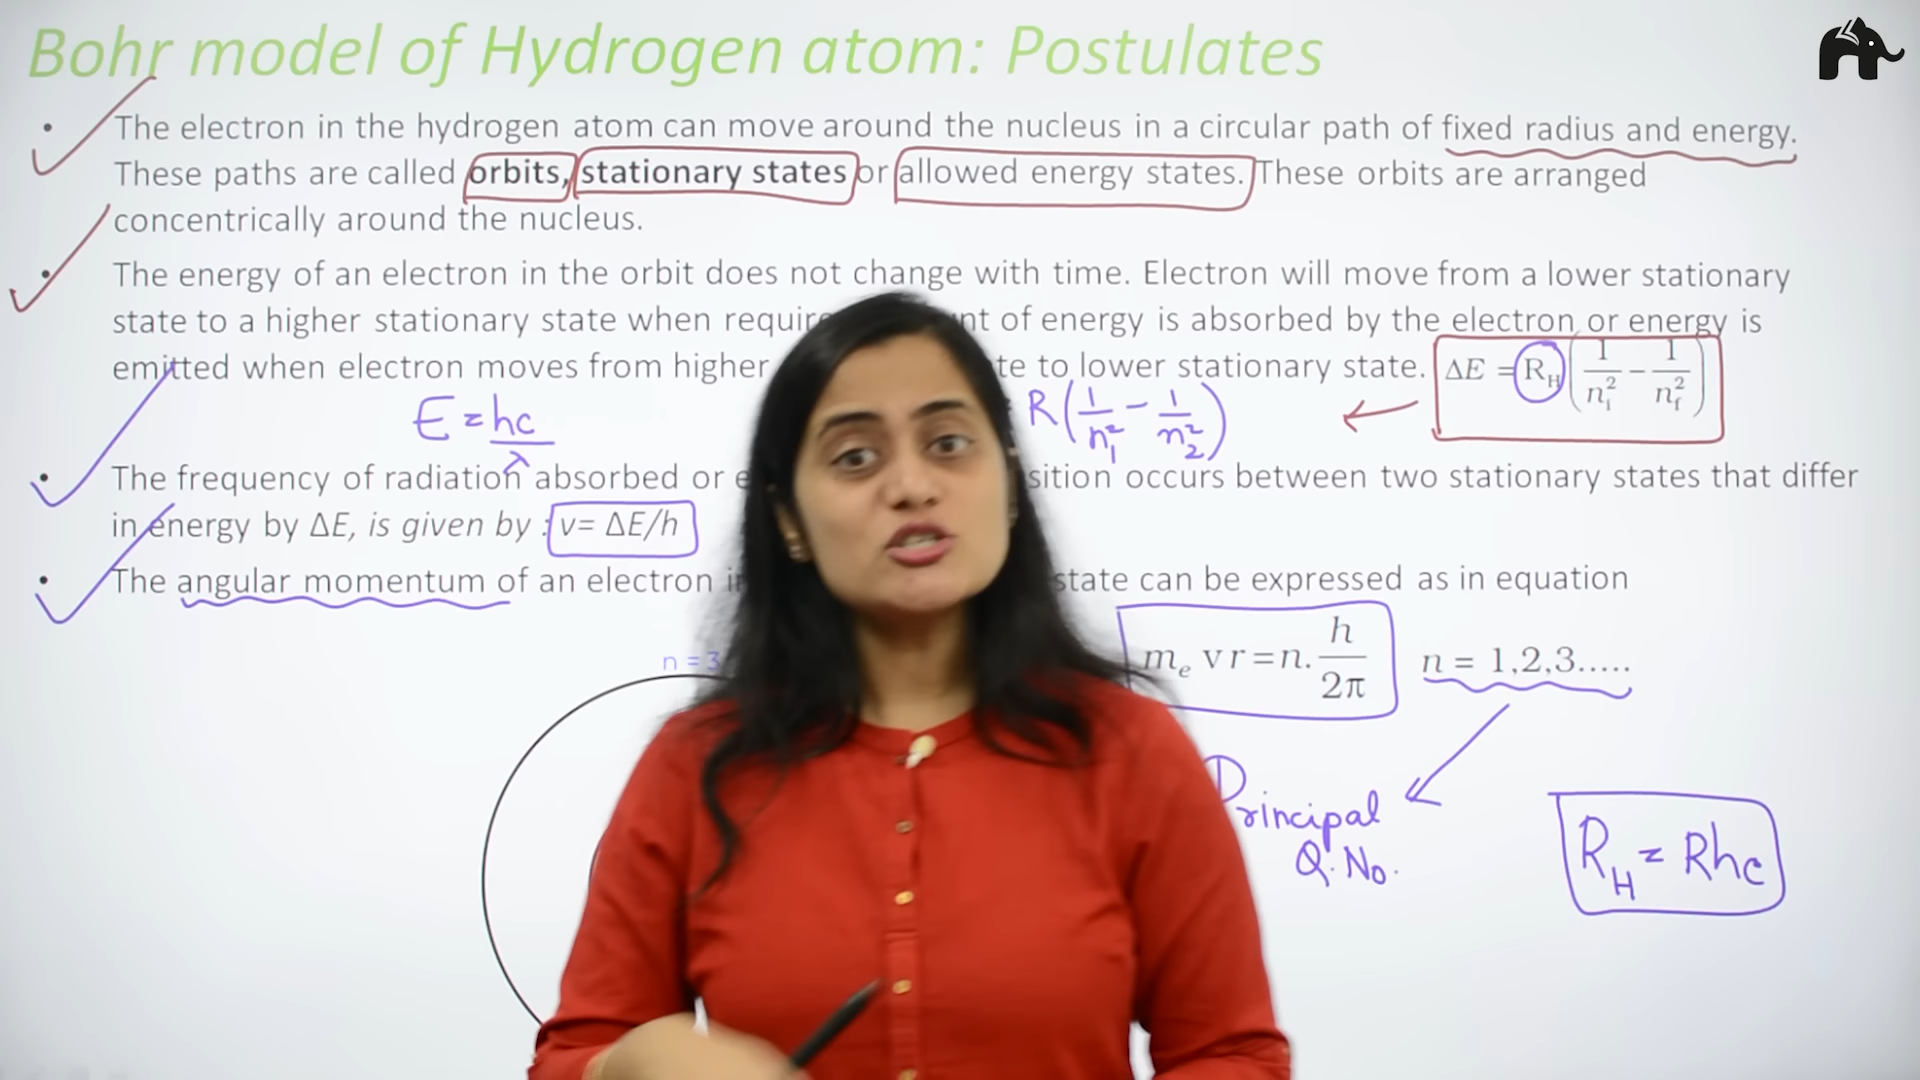 Bohr model of Hydrogen atom: Postulates
• The electron in the hydrogen atom can move around the nucleus in a circular path of fixed radius and energy.
These paths are called orbits, stationary states or allowed energy states. These orbits are arranged
concentrically around the nucleus.
• The energy of an electron in the orbit does not change with time. Electron will move from a lower stationary
state to a higher stationary state when of energy is absorbed by the electron or energy is
emitted when electron moves from higher to lower stationary state. ΔE = R_H (1/n_i² − 1/n_f²)
E = hc/λ R(1/n₁² − 1/n₂²)
• The frequency of radiation absorbed or occurs between two stationary states that differ
in energy by ΔE, is given by : ν= ΔE/h
• The angular momentum of an electron state can be expressed as in equation
n = 3
m_e v r = n. h/2π n = 1,2,3.....
Principal
Q. No.
R_H = Rhc